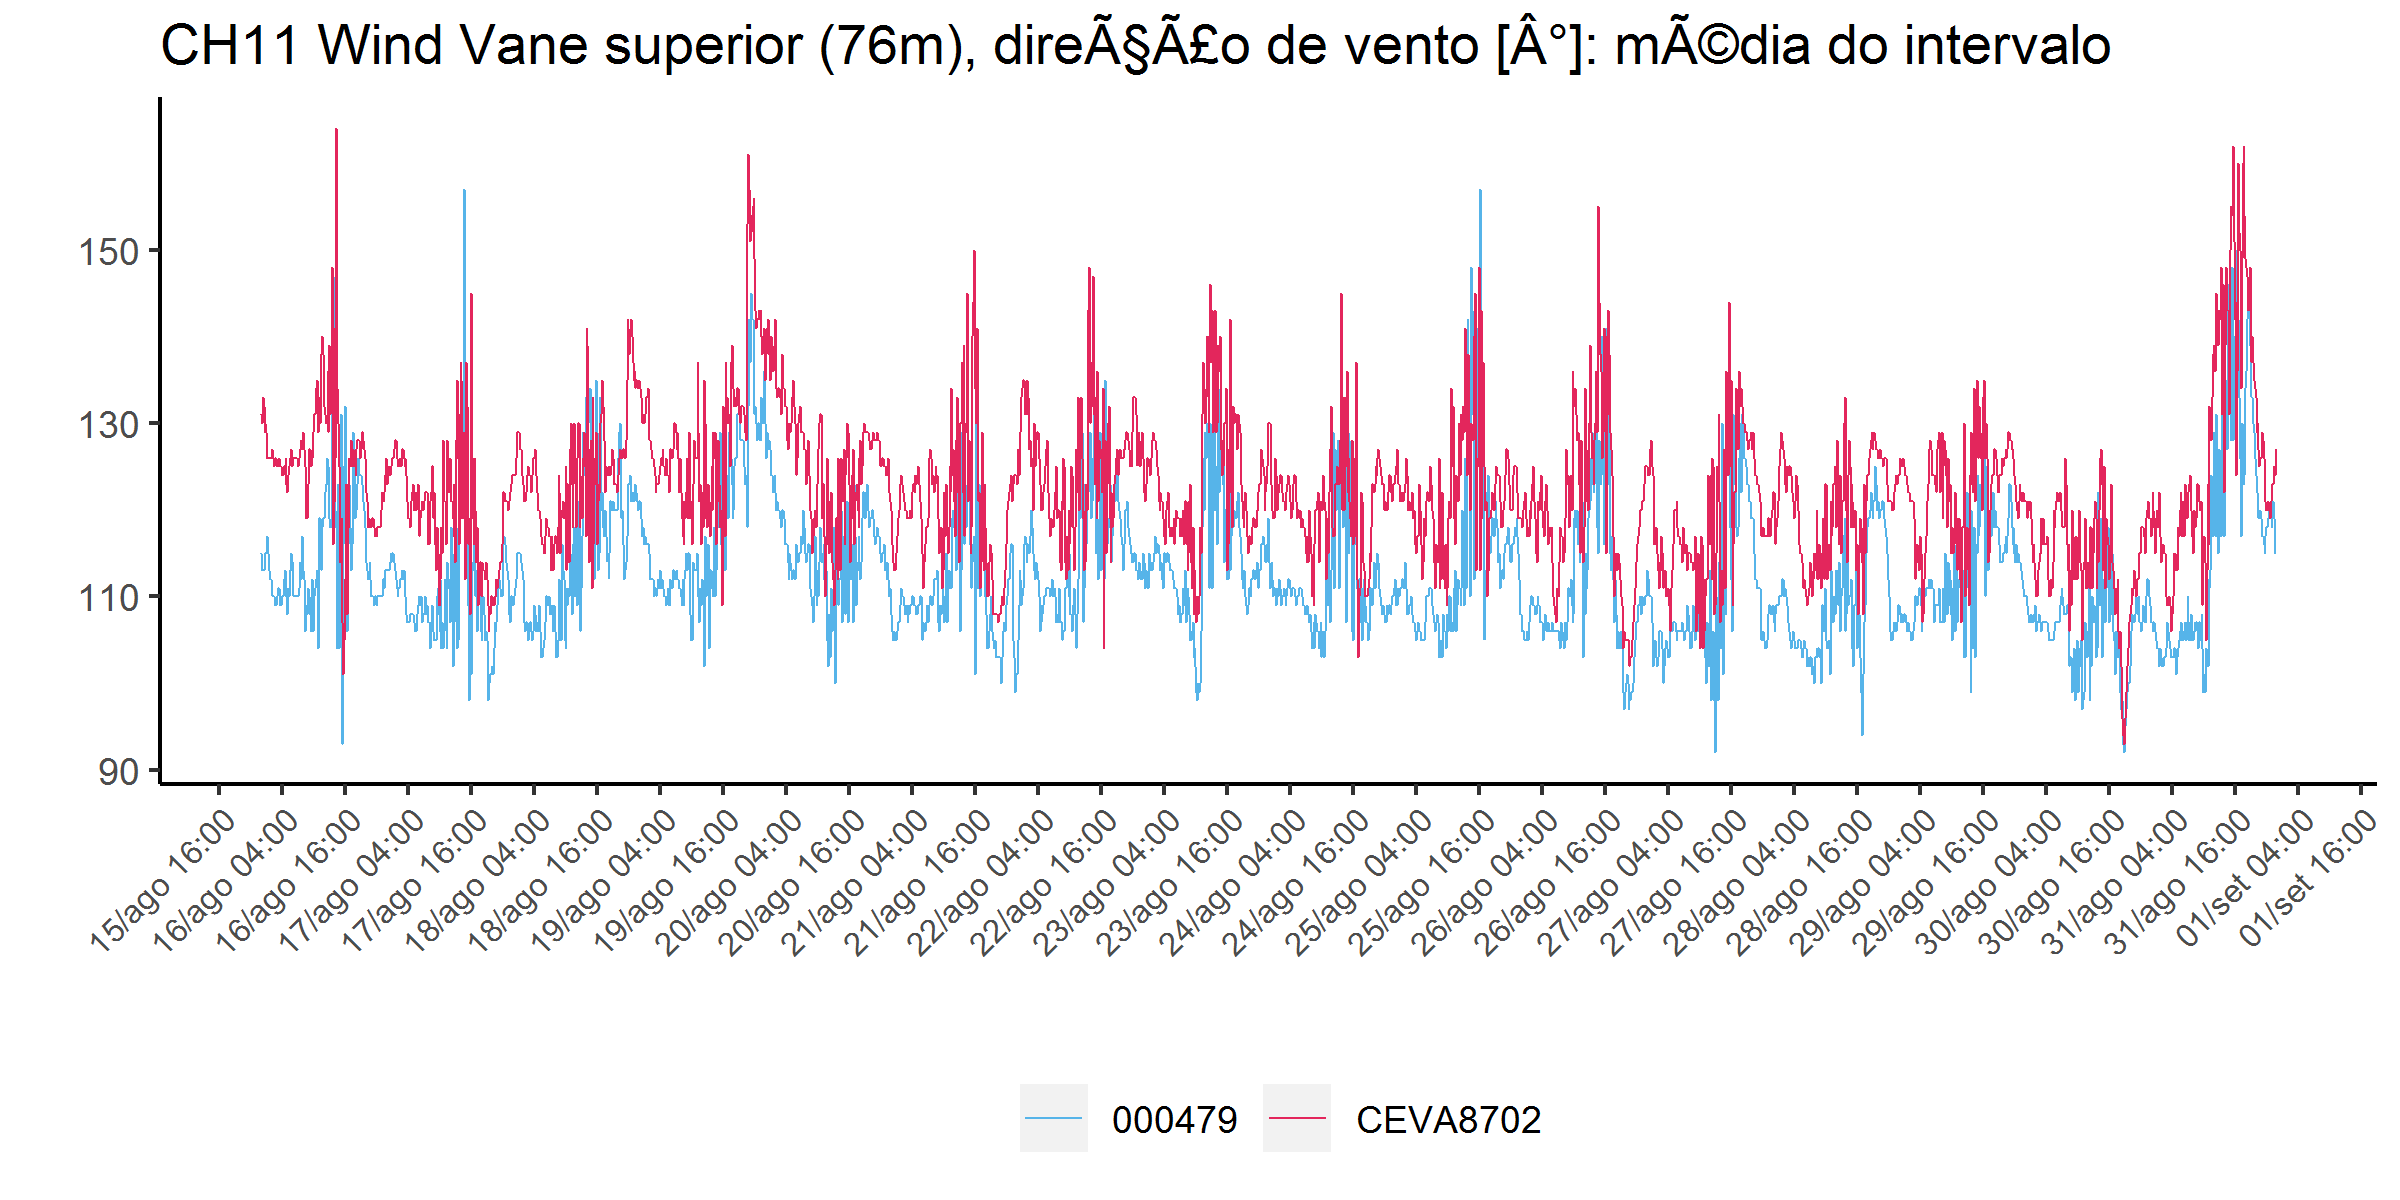 CH11 Wind Vane superior (76m), direÃ§Ã£o de vento [Â°]: mÃ©dia do intervalo
150
130
110
90
15/ago 16:00
16/ago 04:00
16/ago 16:00
17/ago 04:00
17/ago 16:00
18/ago 04:00
18/ago 16:00
19/ago 04:00
19/ago 16:00
20/ago 04:00
20/ago 16:00
21/ago 04:00
21/ago 16:00
22/ago 04:00
22/ago 16:00
23/ago 04:00
23/ago 16:00
24/ago 04:00
24/ago 16:00
25/ago 04:00
25/ago 16:00
26/ago 04:00
26/ago 16:00
27/ago 04:00
27/ago 16:00
28/ago 04:00
28/ago 16:00
29/ago 04:00
29/ago 16:00
30/ago 04:00
30/ago 16:00
31/ago 04:00
31/ago 16:00
01/set 04:00
01/set 16:00
000479
CEVA8702